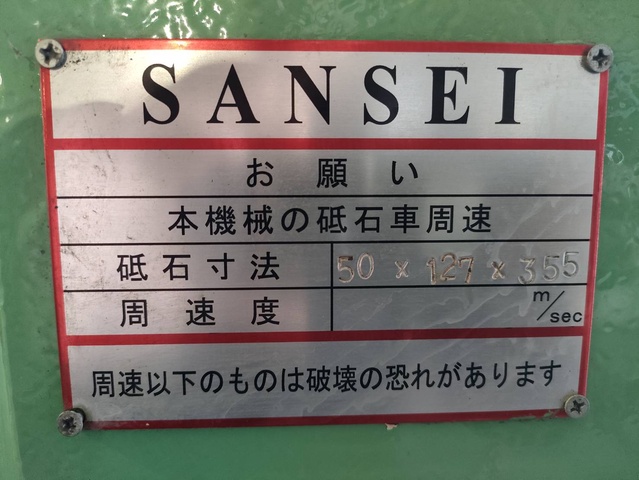 SANSEI
お願い
本機械の砥石車周速
砥石寸法 50 × 127 × 355
周速度 m/sec
周速以下のものは破壊の恐れがあります